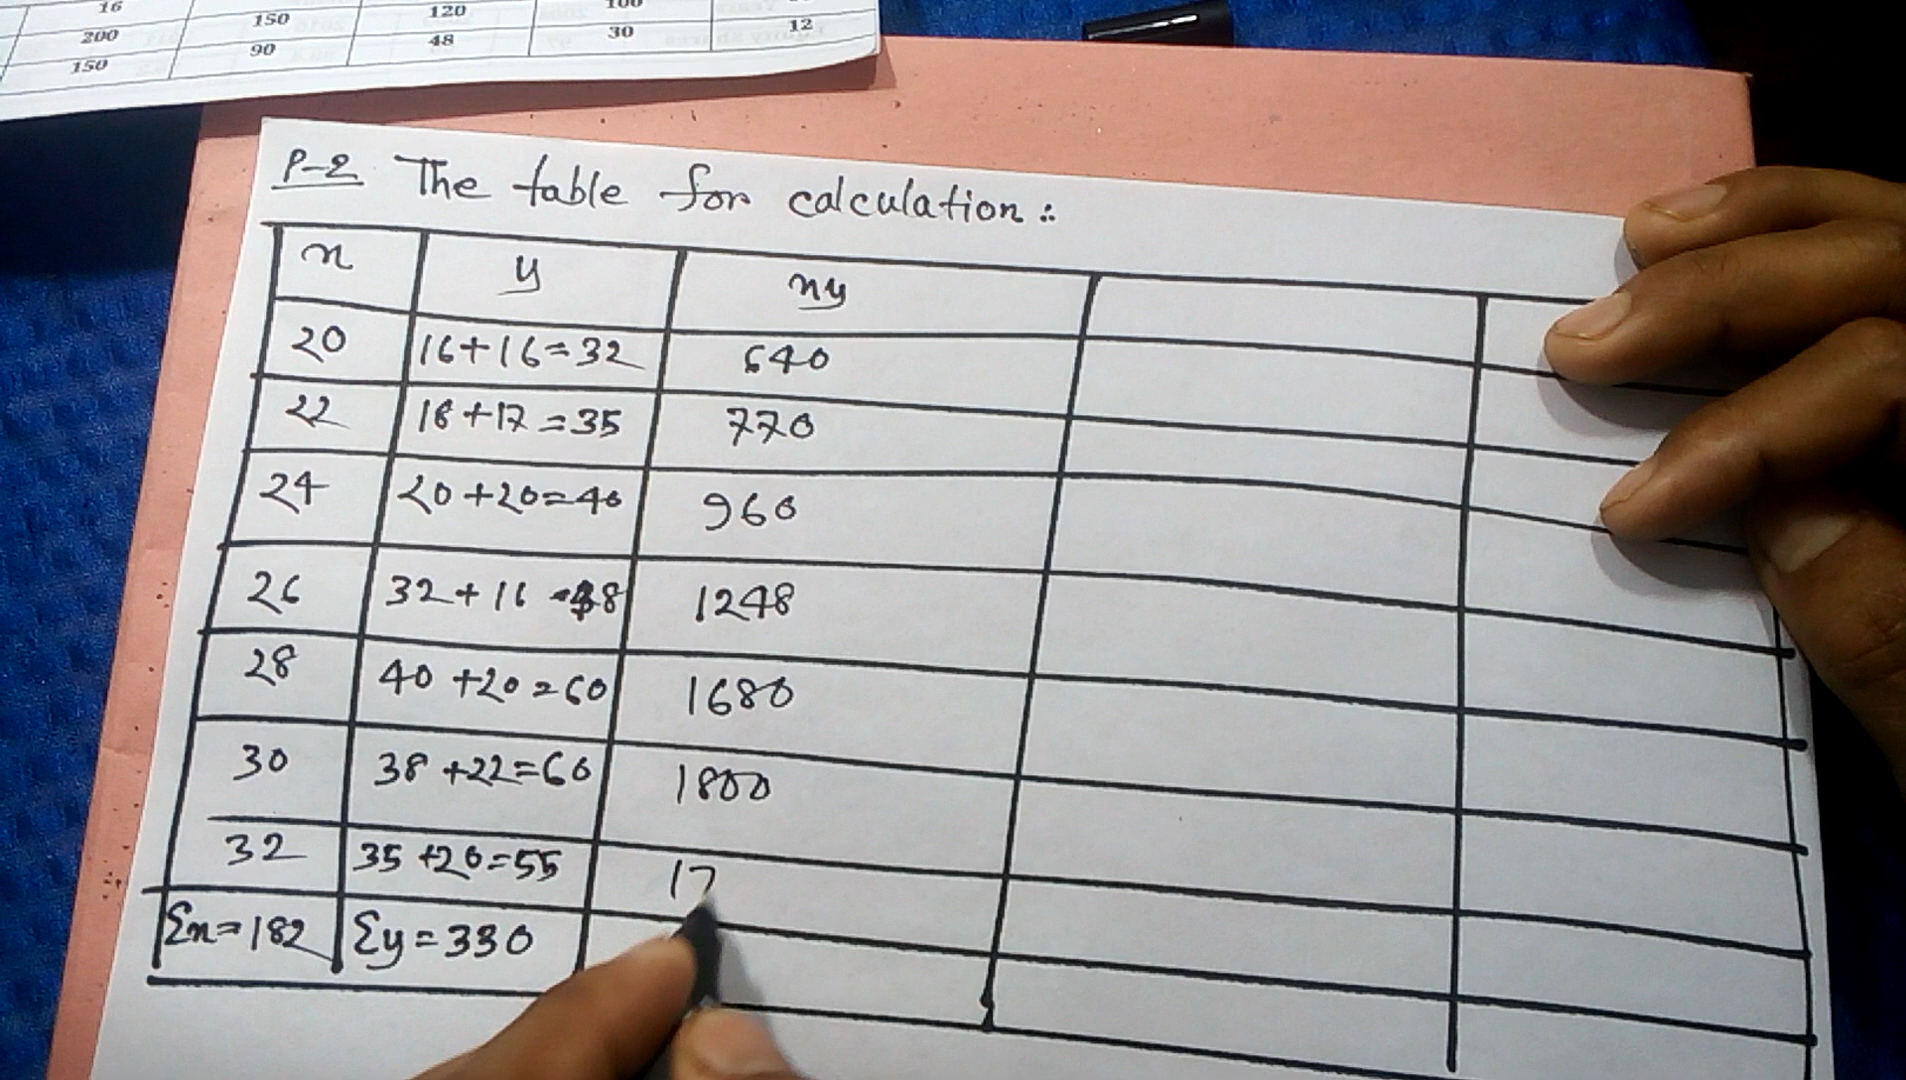 16 120 100
200 150 48 30 12
150 90
P-2 The table for calculation :
x y xy
20 16+16=32 640
22 18+17=35 770
24 20+20=40 960
26 32+16=48 1248
28 40+20=60 1680
30 38+22=60 1800
32 35+20=55 17
Σx=182 Σy=330